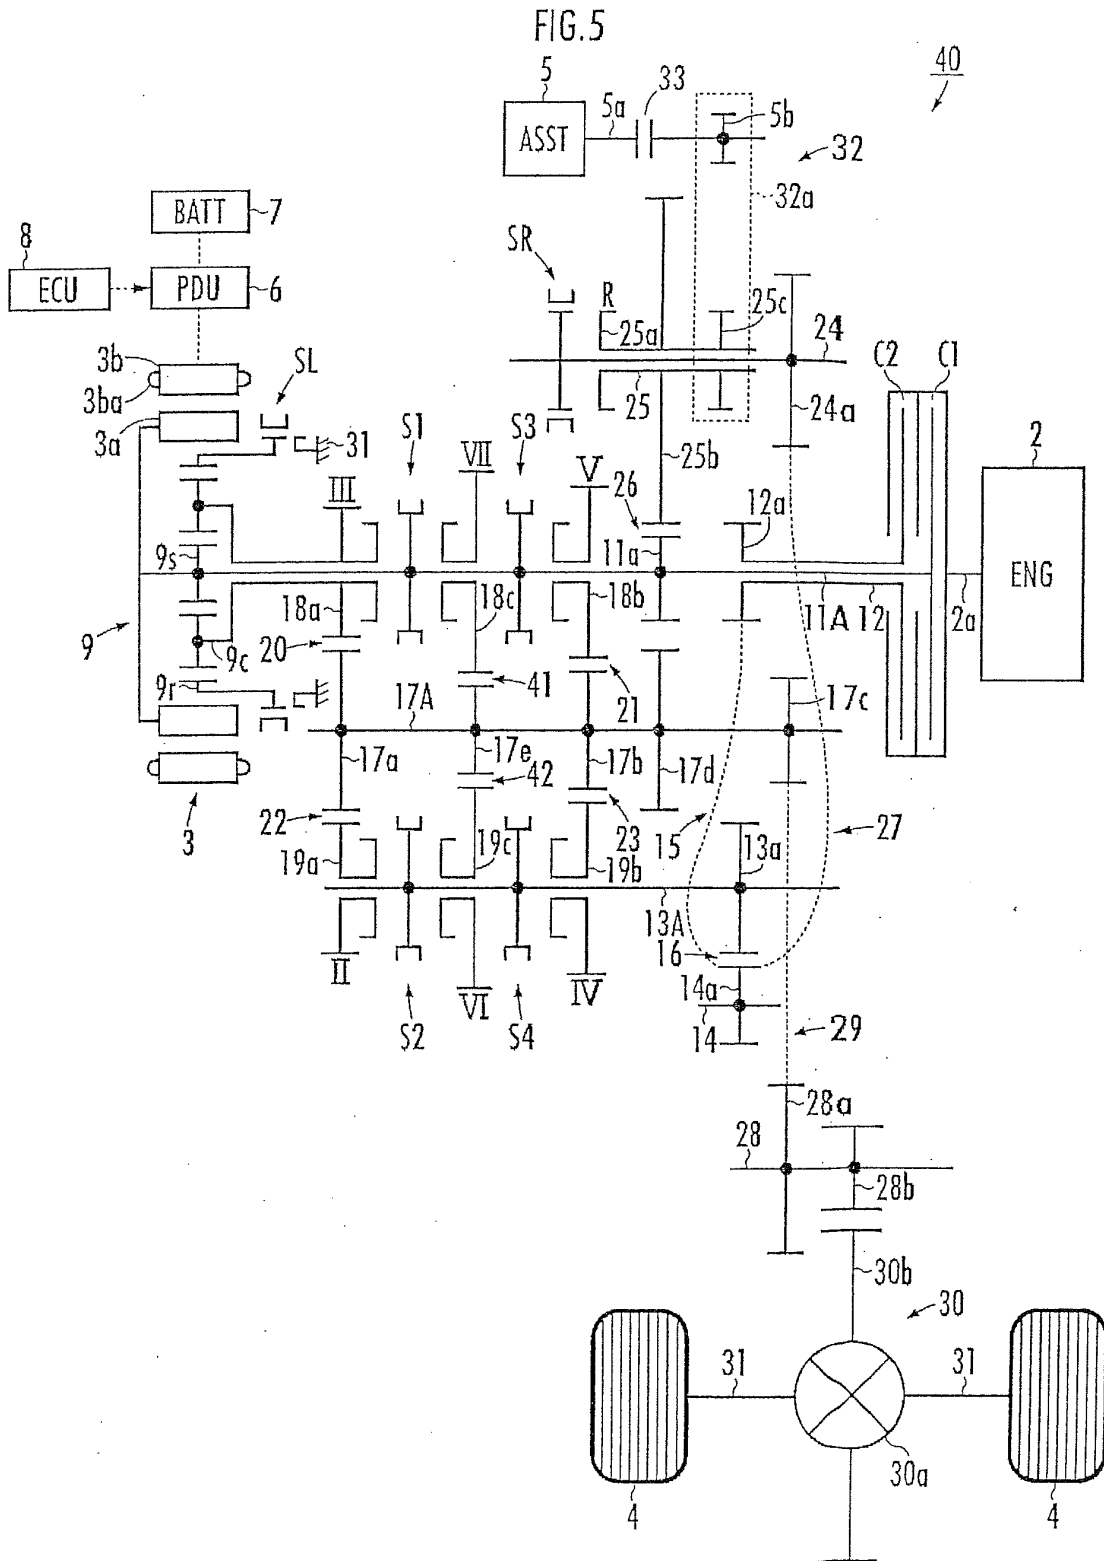 FIG.5
40
5
33
5a
5b
ASST
32
32a
BATT
7
SR
8
ECU
PDU
6
R
25a
25c
24
3b
3ba
SL
C2
C1
3a
31
25
24a
S1
S3
2
VII
V
25b
III
26
12a
9s
11a
ENG
18a
18c
18b
11A
12
2a
9
20
9c
9r
41
21
17c
17A
17a
17e
17b
17d
42
22
23
15
27
3
19a
19c
19b
13a
13A
16
II
VI
IV
14a
S2
S4
14
29
28a
28
28b
30b
30
31
31
30a
4
4